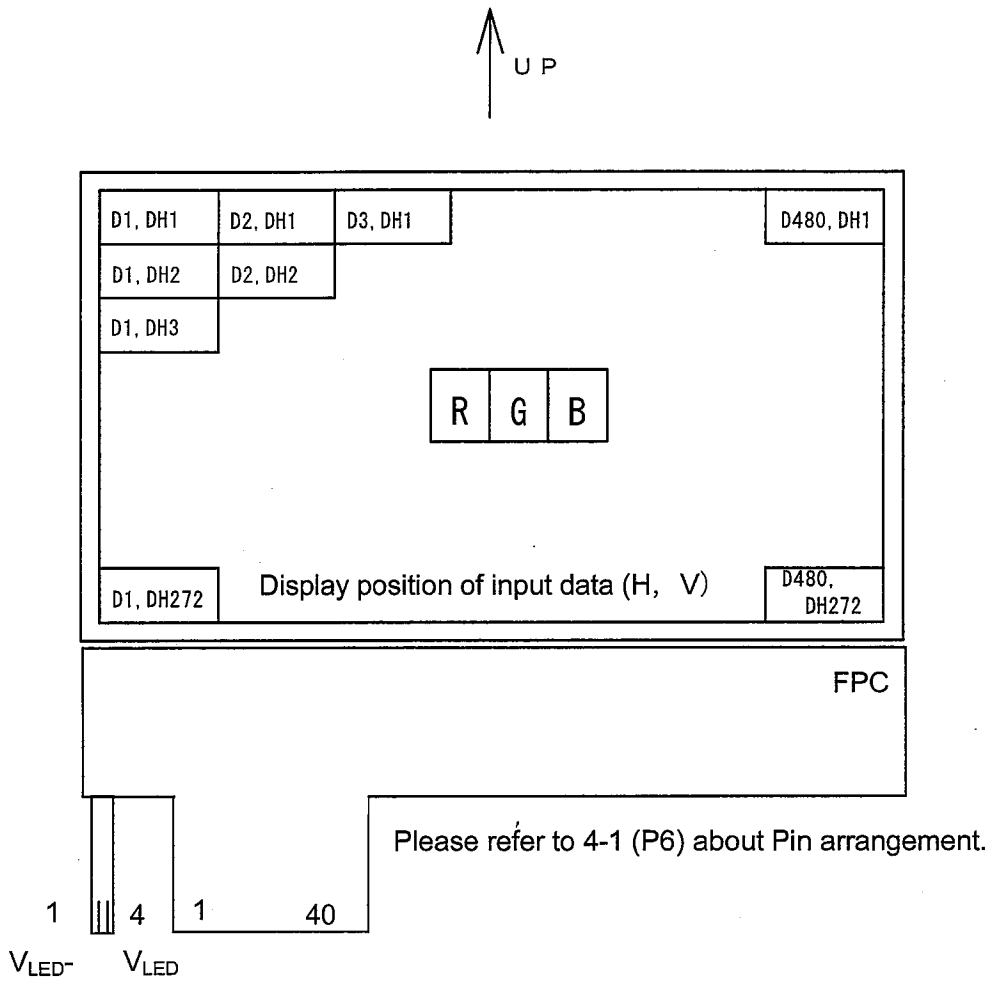 UP
D1, DH1 D2, DH1 D3, DH1 D480, DH1
D1, DH2 D2, DH2
D1, DH3
R G B
D1, DH272 Display position of input data (H, V) D480, DH272
FPC
Please refer to 4-1 (P6) about Pin arrangement.
1 4 1 40
VLED- VLED